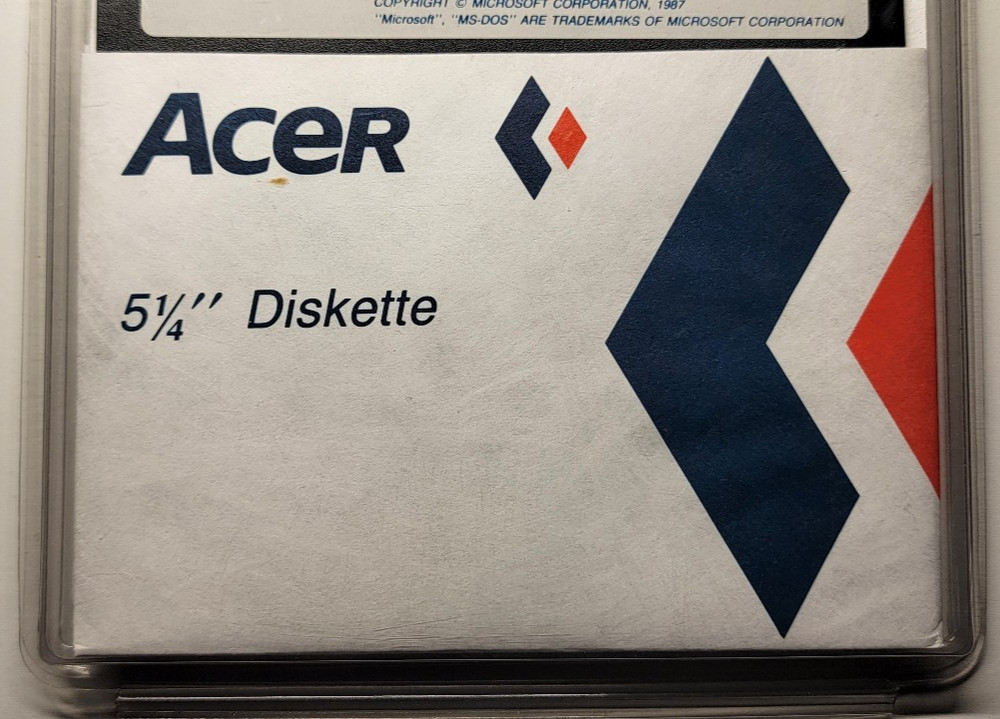 COPYRIGHT © MICROSOFT CORPORATION, 1987
"Microsoft", "MS-DOS" ARE TRADEMARKS OF MICROSOFT CORPORATION
ACeR
5¼" Diskette